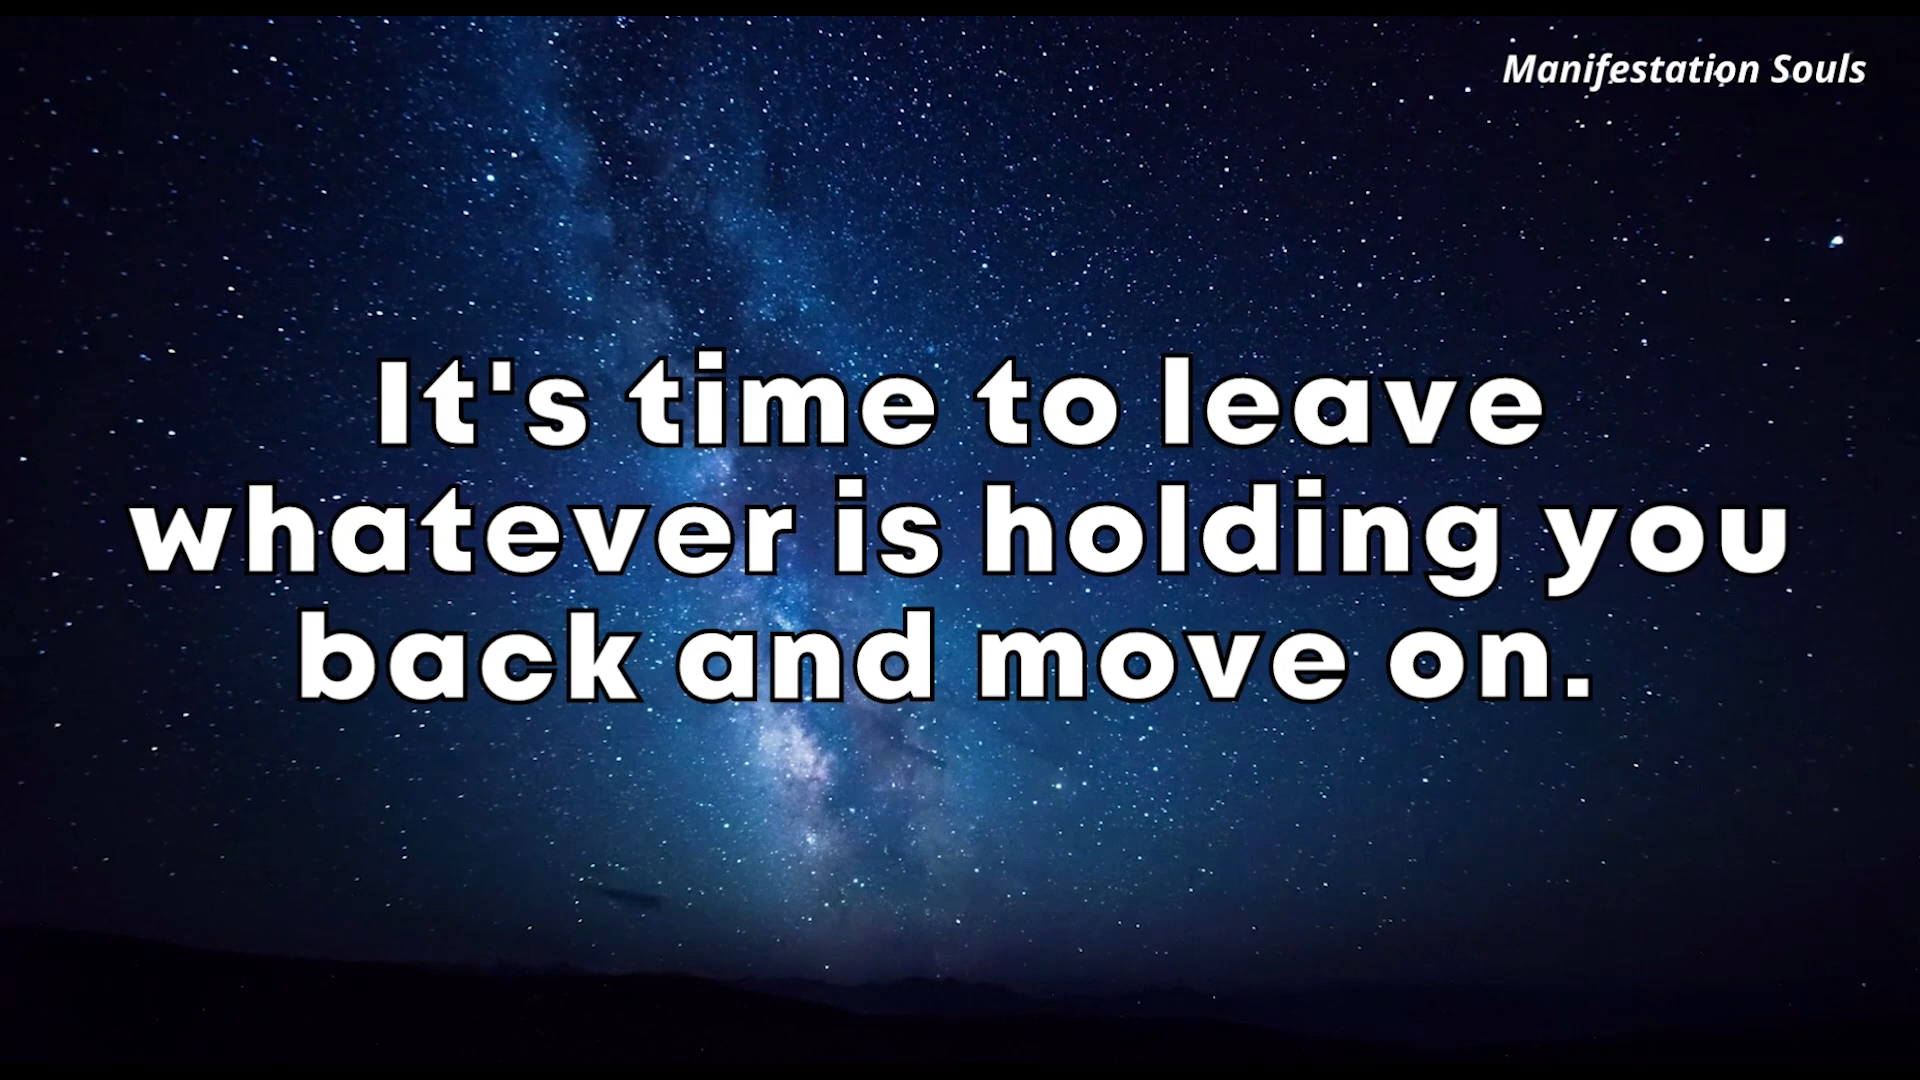 Manifestation Souls
It's time to leave
whatever is holding you
back and move on.